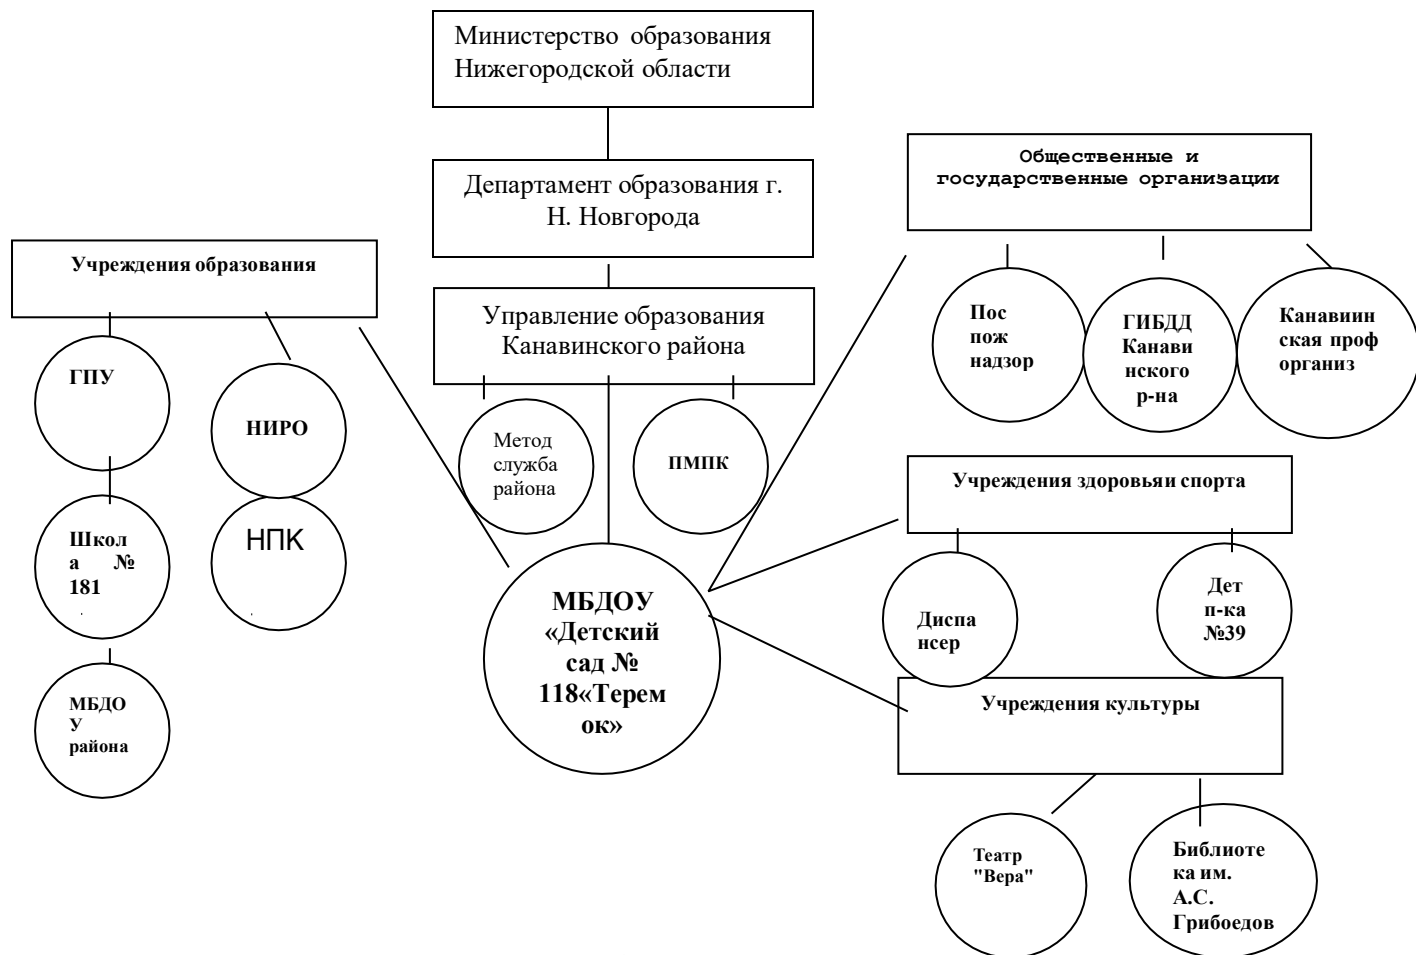 Министерство образования
Нижегородской области
Департамент образования г.
Н. Новгорода
Управление образования
Канавинского района
Метод
служба
района
ПМПК
МБДОУ
«Детский
сад №
118«Терем
ок»
Учреждения образования
ГПУ
НИРО
Школ
а № 
181
НПК
МБДО
У
района
Общественные и
государственные организации
Пос
пож
надзор
ГИБДД
Канави
нского
р-на
Канавиин
ская проф
организ
Учреждения здоровьяи спорта
Диспа
нсер
Дет
п-ка
№39
Учреждения культуры
Театр
"Вера"
Библиоте
ка им.
А.С.
Грибоедов